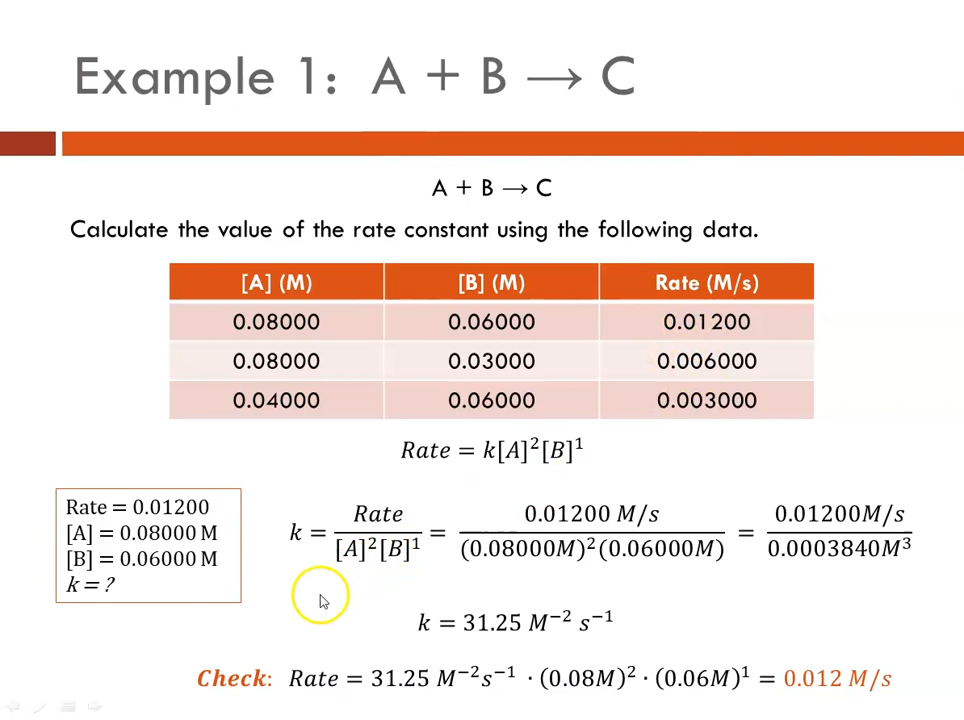 Example 1: A + B → C
A + B → C
Calculate the value of the rate constant using the following data.
[A] (M) [B] (M) Rate (M/s)
0.08000 0.06000 0.01200
0.08000 0.03000 0.006000
0.04000 0.06000 0.003000
Rate = k[A]²[B]¹
Rate = 0.01200
[A] = 0.08000 M
[B] = 0.06000 M
k = ?
k = Rate / [A]²[B]¹ = 0.01200 M/s / (0.08000M)²(0.06000M) = 0.01200M/s / 0.0003840M³
k = 31.25 M⁻² s⁻¹
Check: Rate = 31.25 M⁻²s⁻¹ · (0.08M)² · (0.06M)¹ = 0.012 M/s